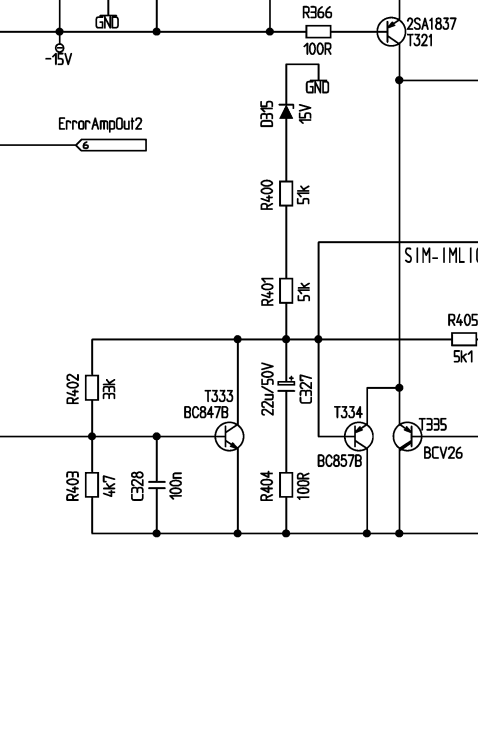 R366
GND
2SA1837
T321
100R
-15V
GND
D315
15V
ErrorAmpOut2
6
R400
51k
SIM-IMLI
R401
51k
R405
5k1
R402
33k
22u/50V
C327
T333
BC847B
T334
T335
BC857B
BCV26
R403
4k7
C328
100n
R404
100R